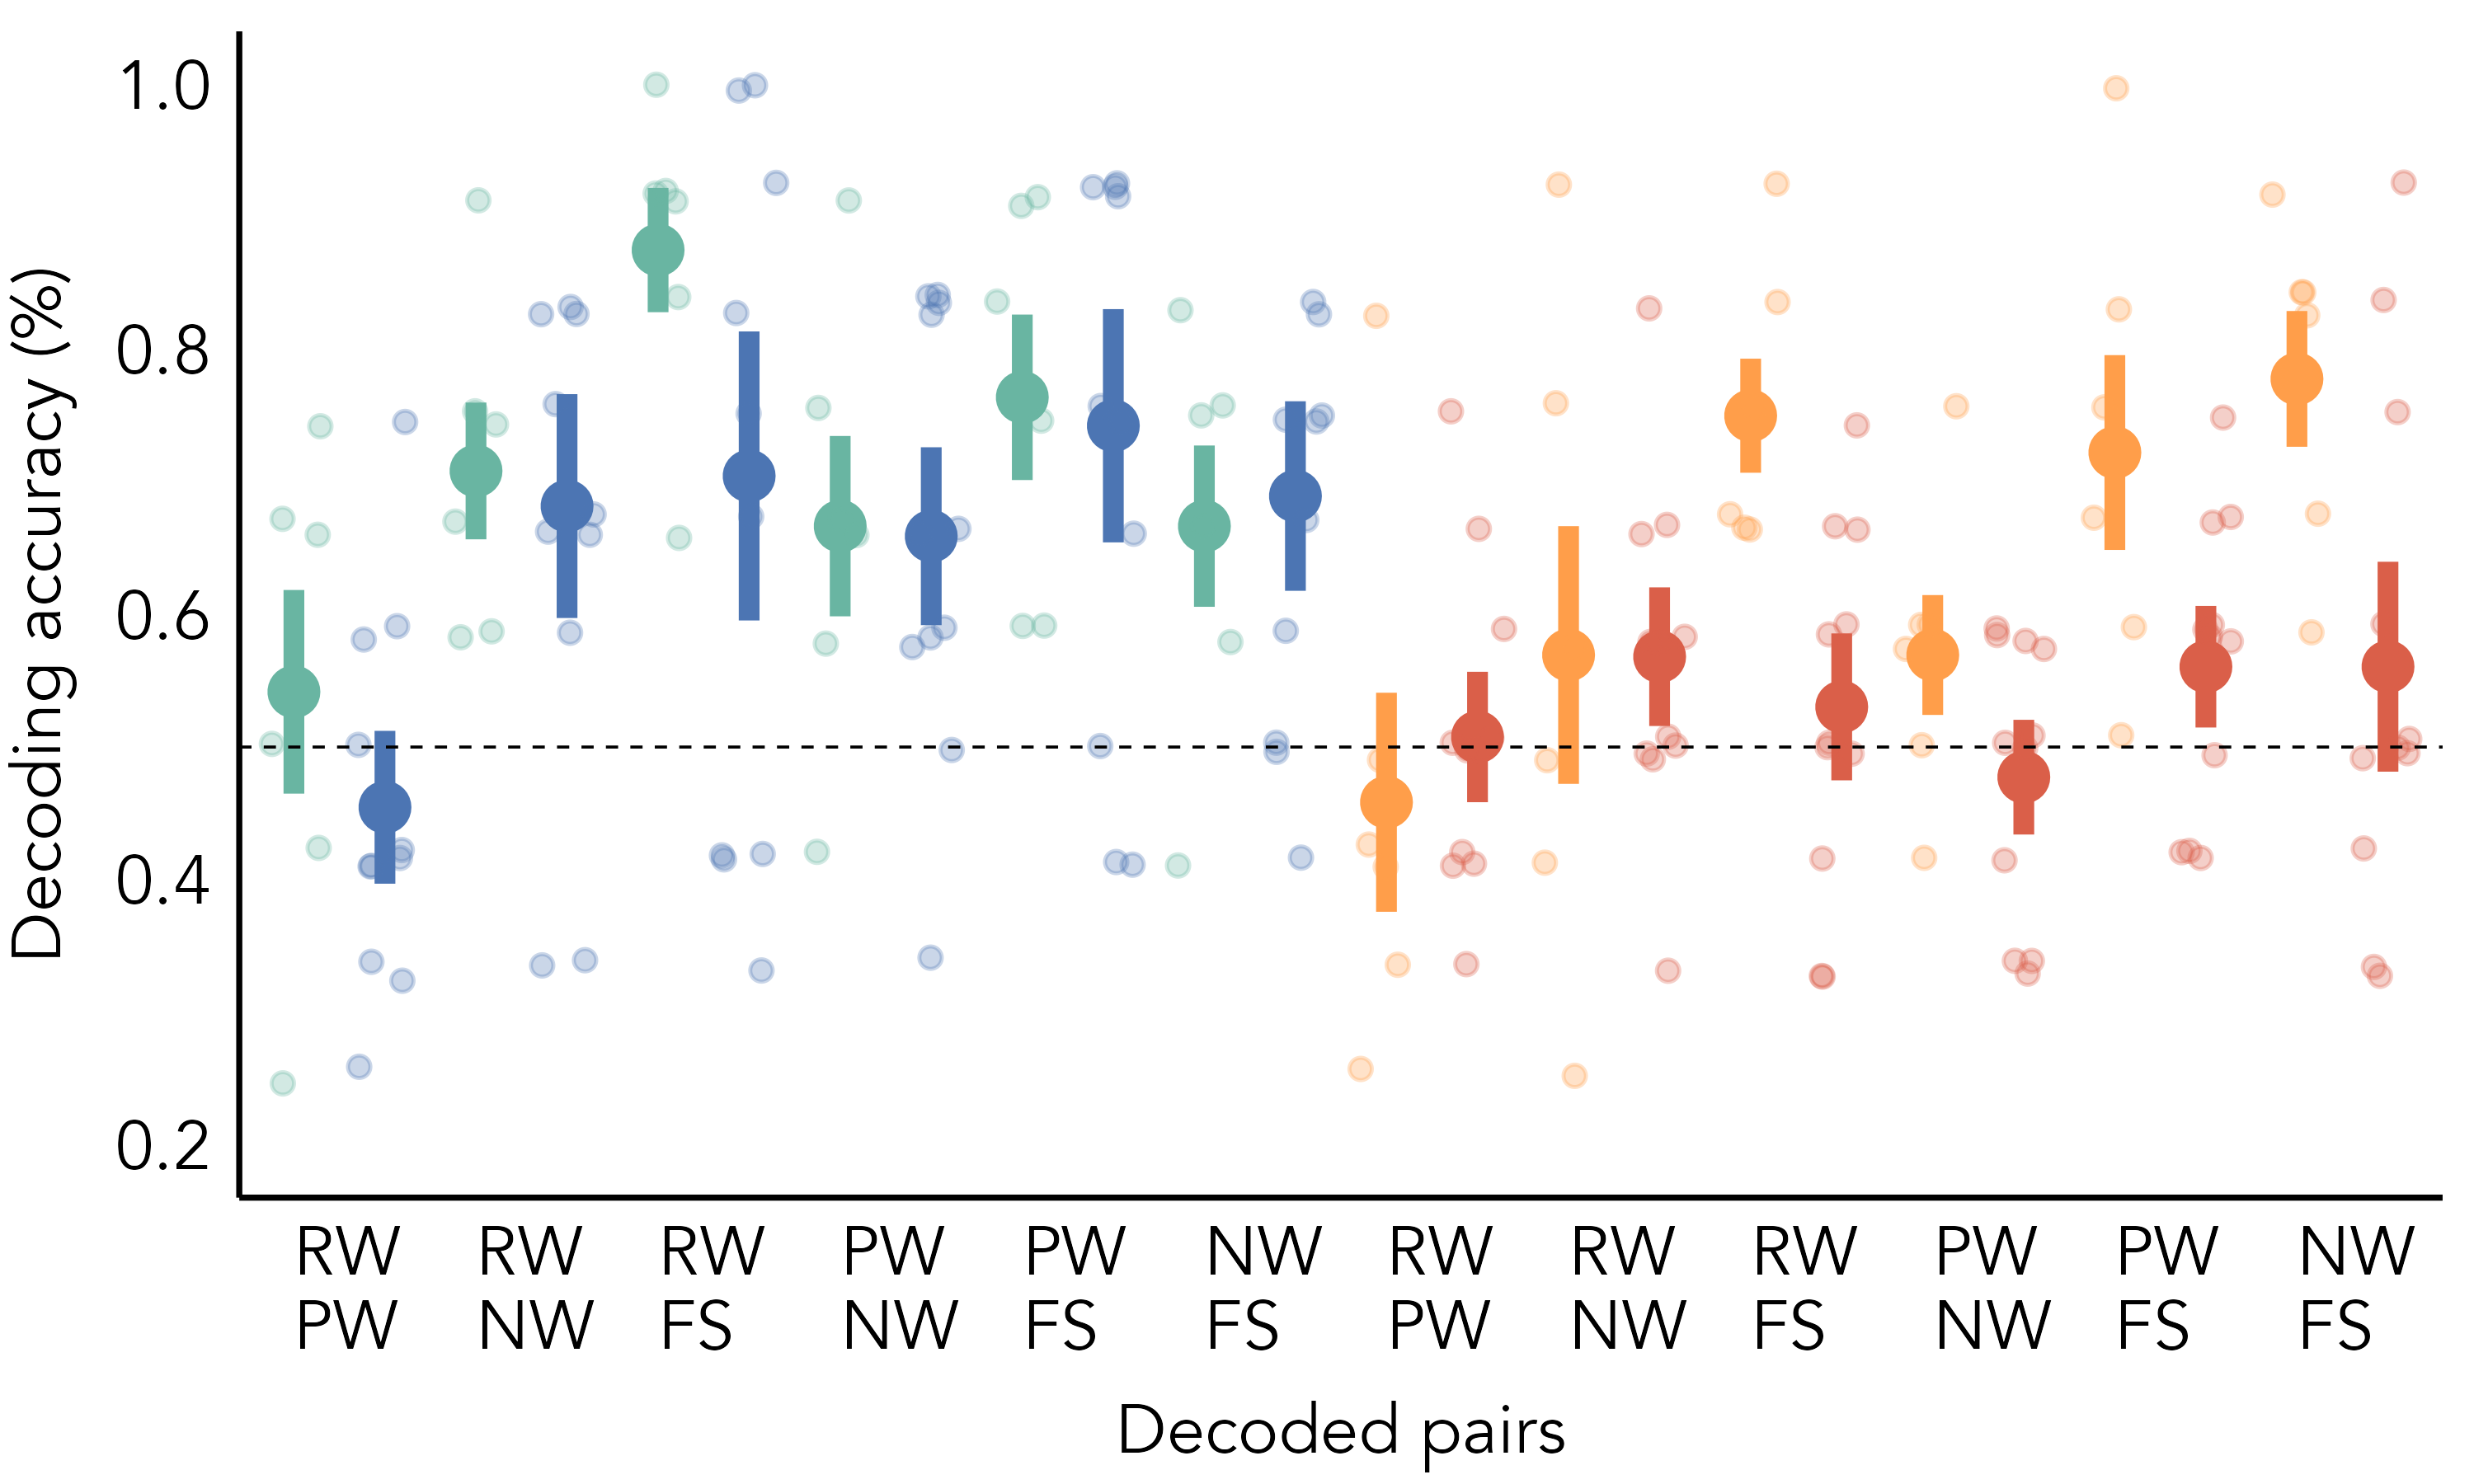 Decoding accuracy (%)
1.0
0.8
0.6
0.4
0.2
RW RW RW PW PW NW RW RW RW PW PW NW
PW NW FS NW FS FS PW NW FS NW FS FS
Decoded pairs